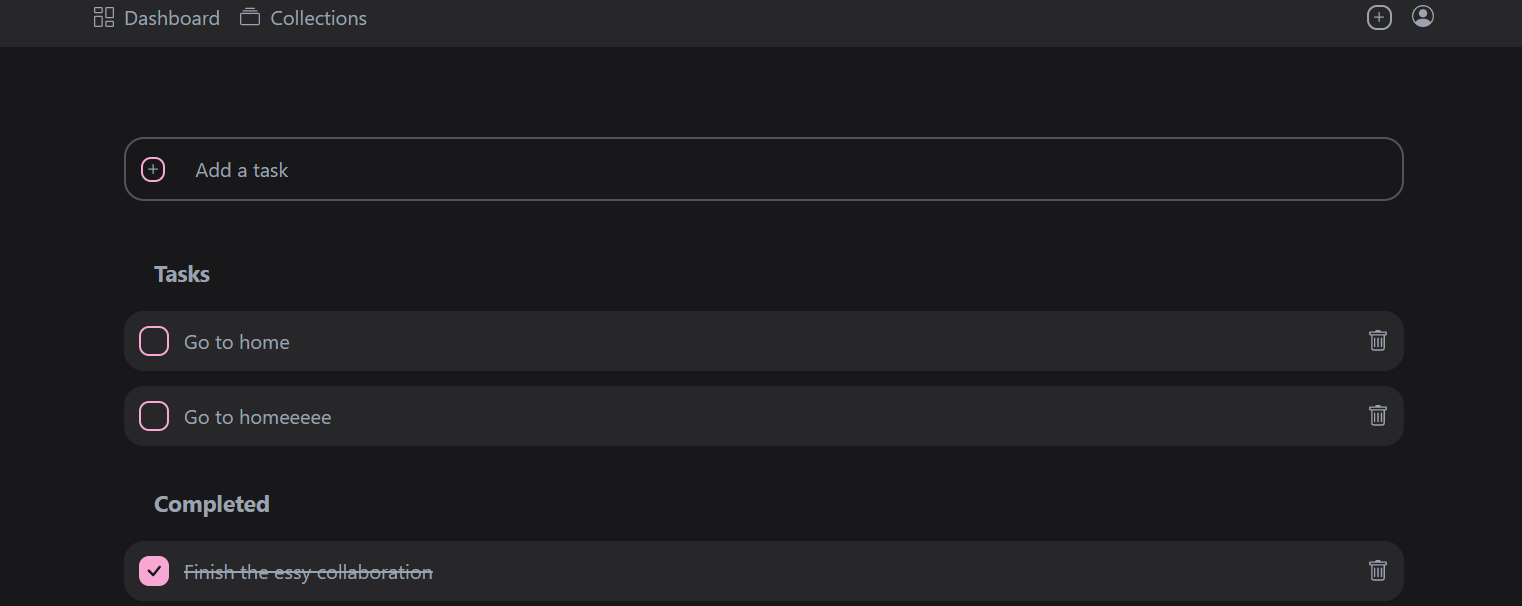 Dashboard Collections
Add a task
Tasks
Go to home
Go to homeeeee
Completed
Finish the essy collaboration